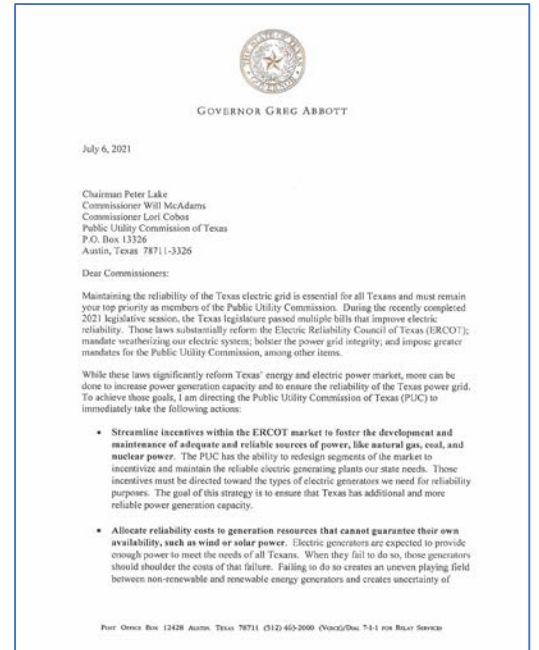 THE STATE OF TEXAS
GOVERNOR
GOVERNOR GREG ABBOTT
July 6, 2021
Chairman Peter Lake
Commissioner Will McAdams
Commissioner Lori Cobos
Public Utility Commission of Texas
P.O. Box 13326
Austin, Texas 78711-3326
Dear Commissioners:
Maintaining the reliability of the Texas electric grid is essential for all Texans and must remain
your top priority as members of the Public Utility Commission. During the recently completed
2021 legislative session, the Texas legislature passed multiple bills that improve electric
reliability. Those laws substantially reform the Electric Reliability Council of Texas (ERCOT);
mandate weatherizing our electric system; bolster the power grid integrity; and impose greater
mandates for the Public Utility Commission, among other items.
While these laws significantly reform Texas' energy and electric power market, more can be
done to increase power generation capacity and to ensure the reliability of the Texas power grid.
To achieve those goals, I am directing the Public Utility Commission of Texas (PUC) to
immediately take the following actions:
• Streamline incentives within the ERCOT market to foster the development and
maintenance of adequate and reliable sources of power, like natural gas, coal, and
nuclear power. The PUC has the ability to redesign segments of the market to
incentivize and maintain the reliable electric generating plants our state needs. Those
incentives must be directed toward the types of electric generators we need for reliability
purposes. The goal of this strategy is to ensure that Texas has additional and more
reliable power generation capacity.
• Allocate reliability costs to generation resources that cannot guarantee their own
availability, such as wind or solar power. Electric generators are expected to provide
enough power to meet the needs of all Texans. When they fail to do so, those generators
should shoulder the costs of that failure. Failing to do so creates an uneven playing field
between non-renewable and renewable energy generators and creates uncertainty of
POST OFFICE BOX 12428 AUSTIN, TEXAS 78711 (512) 463-2000 (VOICE)/DIAL 7-1-1 FOR RELAY SERVICES